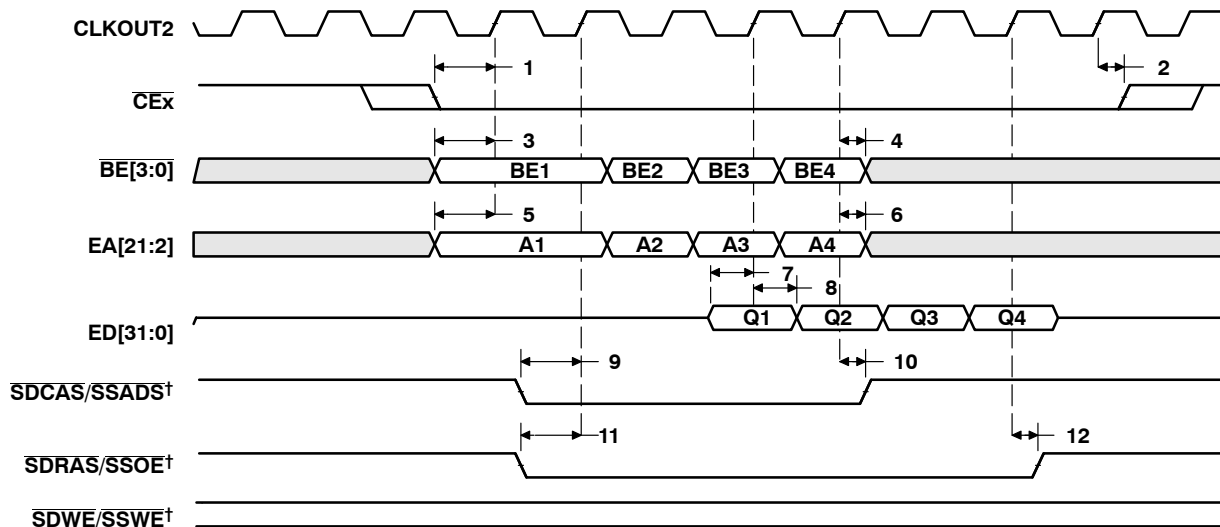 CLKOUT2
1 2
CEx
3 4
BE[3:0] BE1 BE2 BE3 BE4
5 6
EA[21:2] A1 A2 A3 A4
7
8
ED[31:0] Q1 Q2 Q3 Q4
9 10
SDCAS/SSADS†
11 12
SDRAS/SSOE†
SDWE/SSWE†